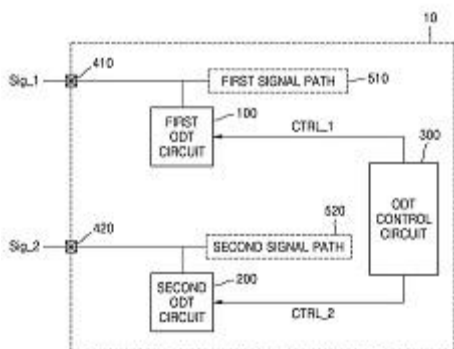 10
Sig_1
410
FIRST SIGNAL PATH
510
FIRST
ODT
CIRCUIT
100
CTRL_1
300
ODT
CONTROL
CIRCUIT
Sig_2
420
520
SECOND SIGNAL PATH
SECOND
ODT
CIRCUIT
200
CTRL_2